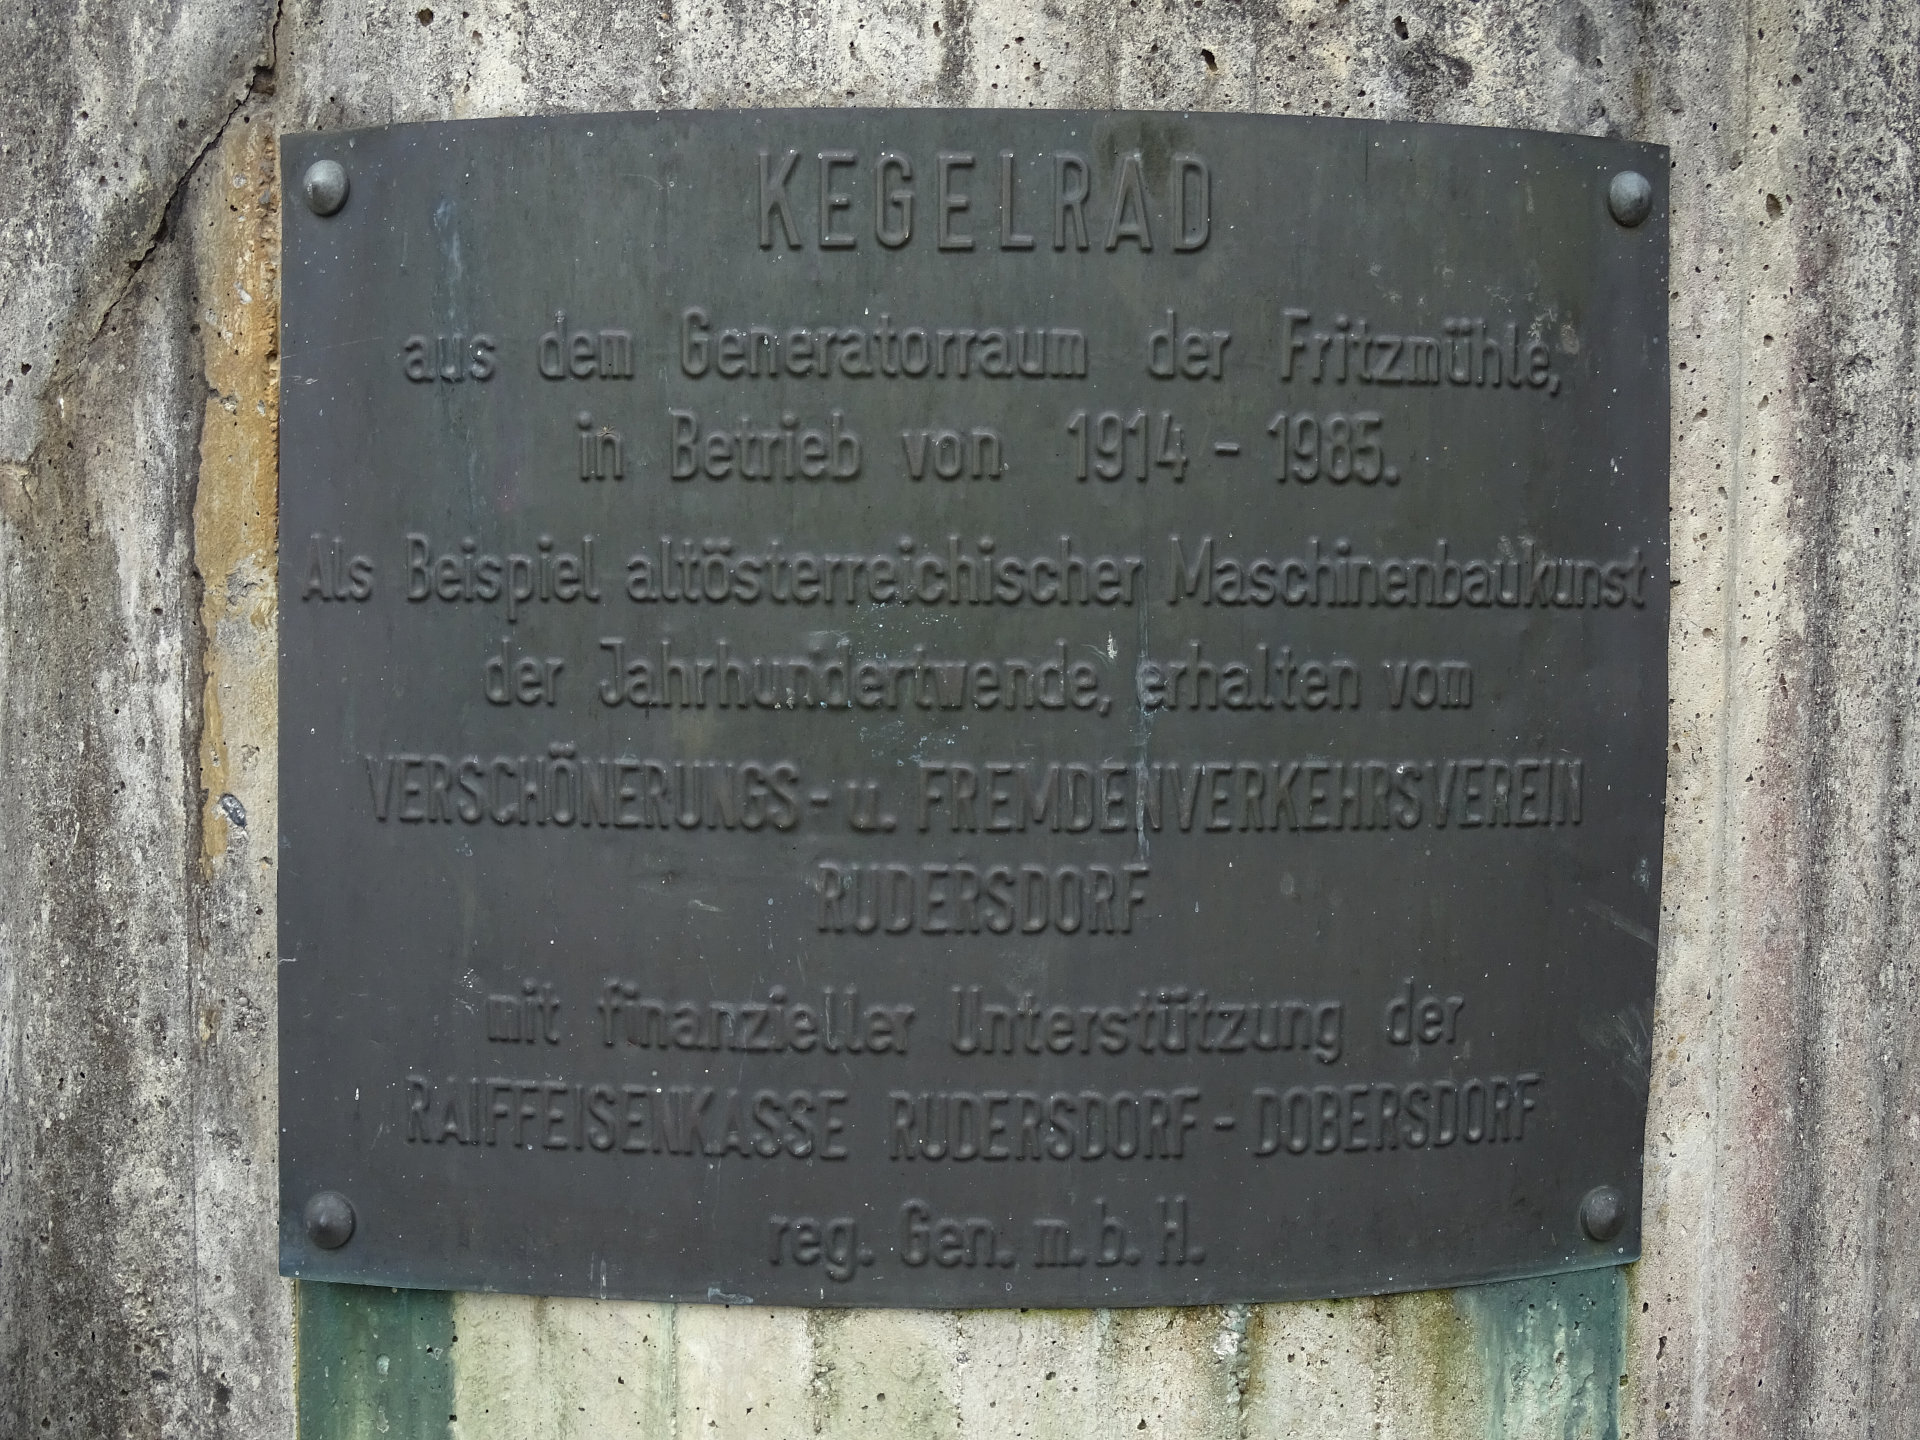 KEGELRAD
aus dem Generatorraum der Fritzmühle,
in Betrieb von 1914 - 1985.
Als Beispiel altösterreichischer Maschinenbaukunst
der Jahrhundertwende, erhalten vom
VERSCHÖNERUNGS- u. FREMDENVERKEHRSVEREIN
RUDERSDORF
mit finanzieller Unterstützung der
RAIFFEISENKASSE RUDERSDORF - DOBERSDORF
reg. Gen. m. b. H.